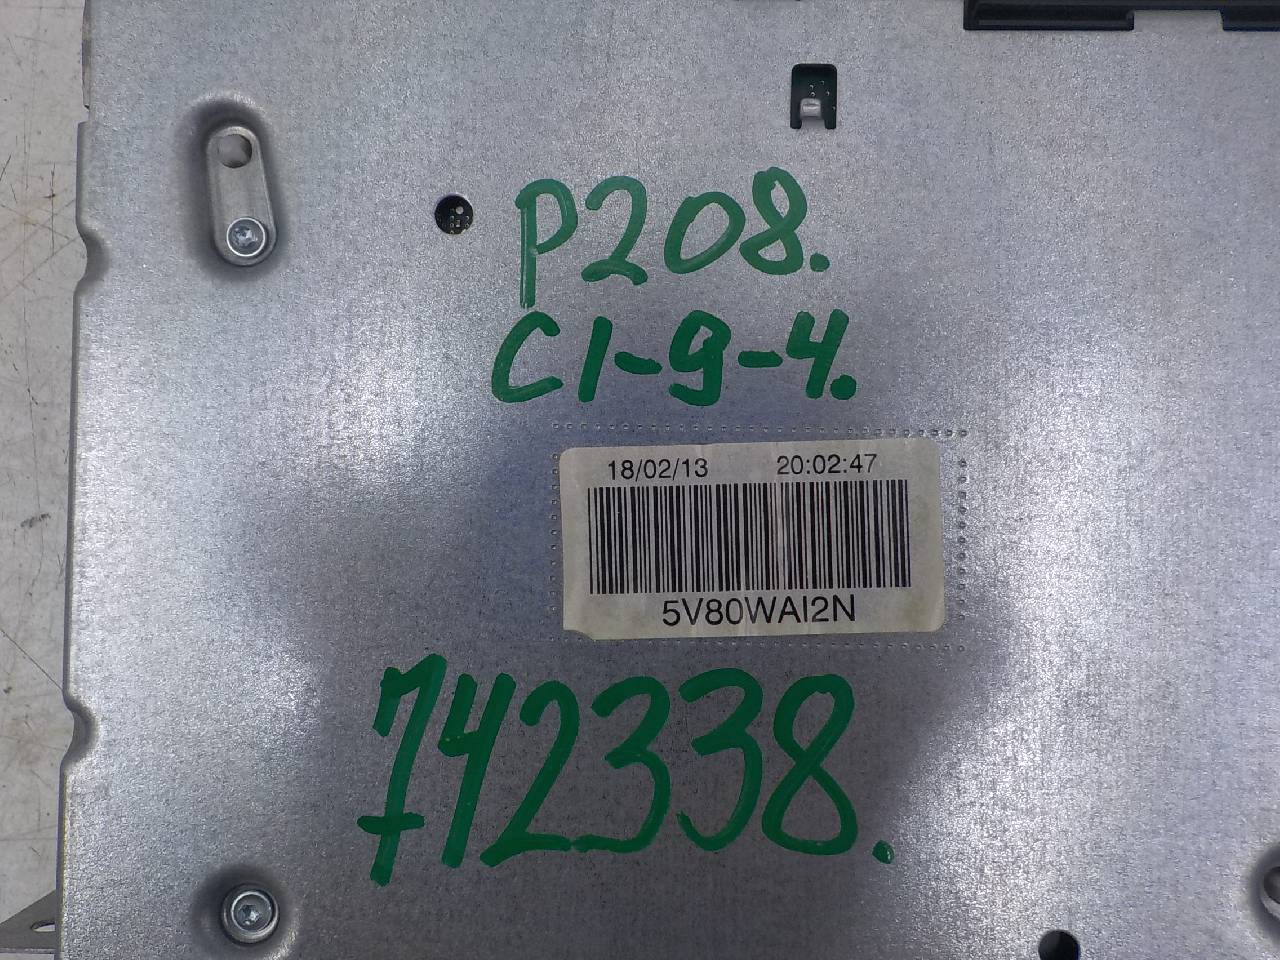 P208.
C1-9-4.
18/02/13 20:02:47
5V80WAI2N
742338.